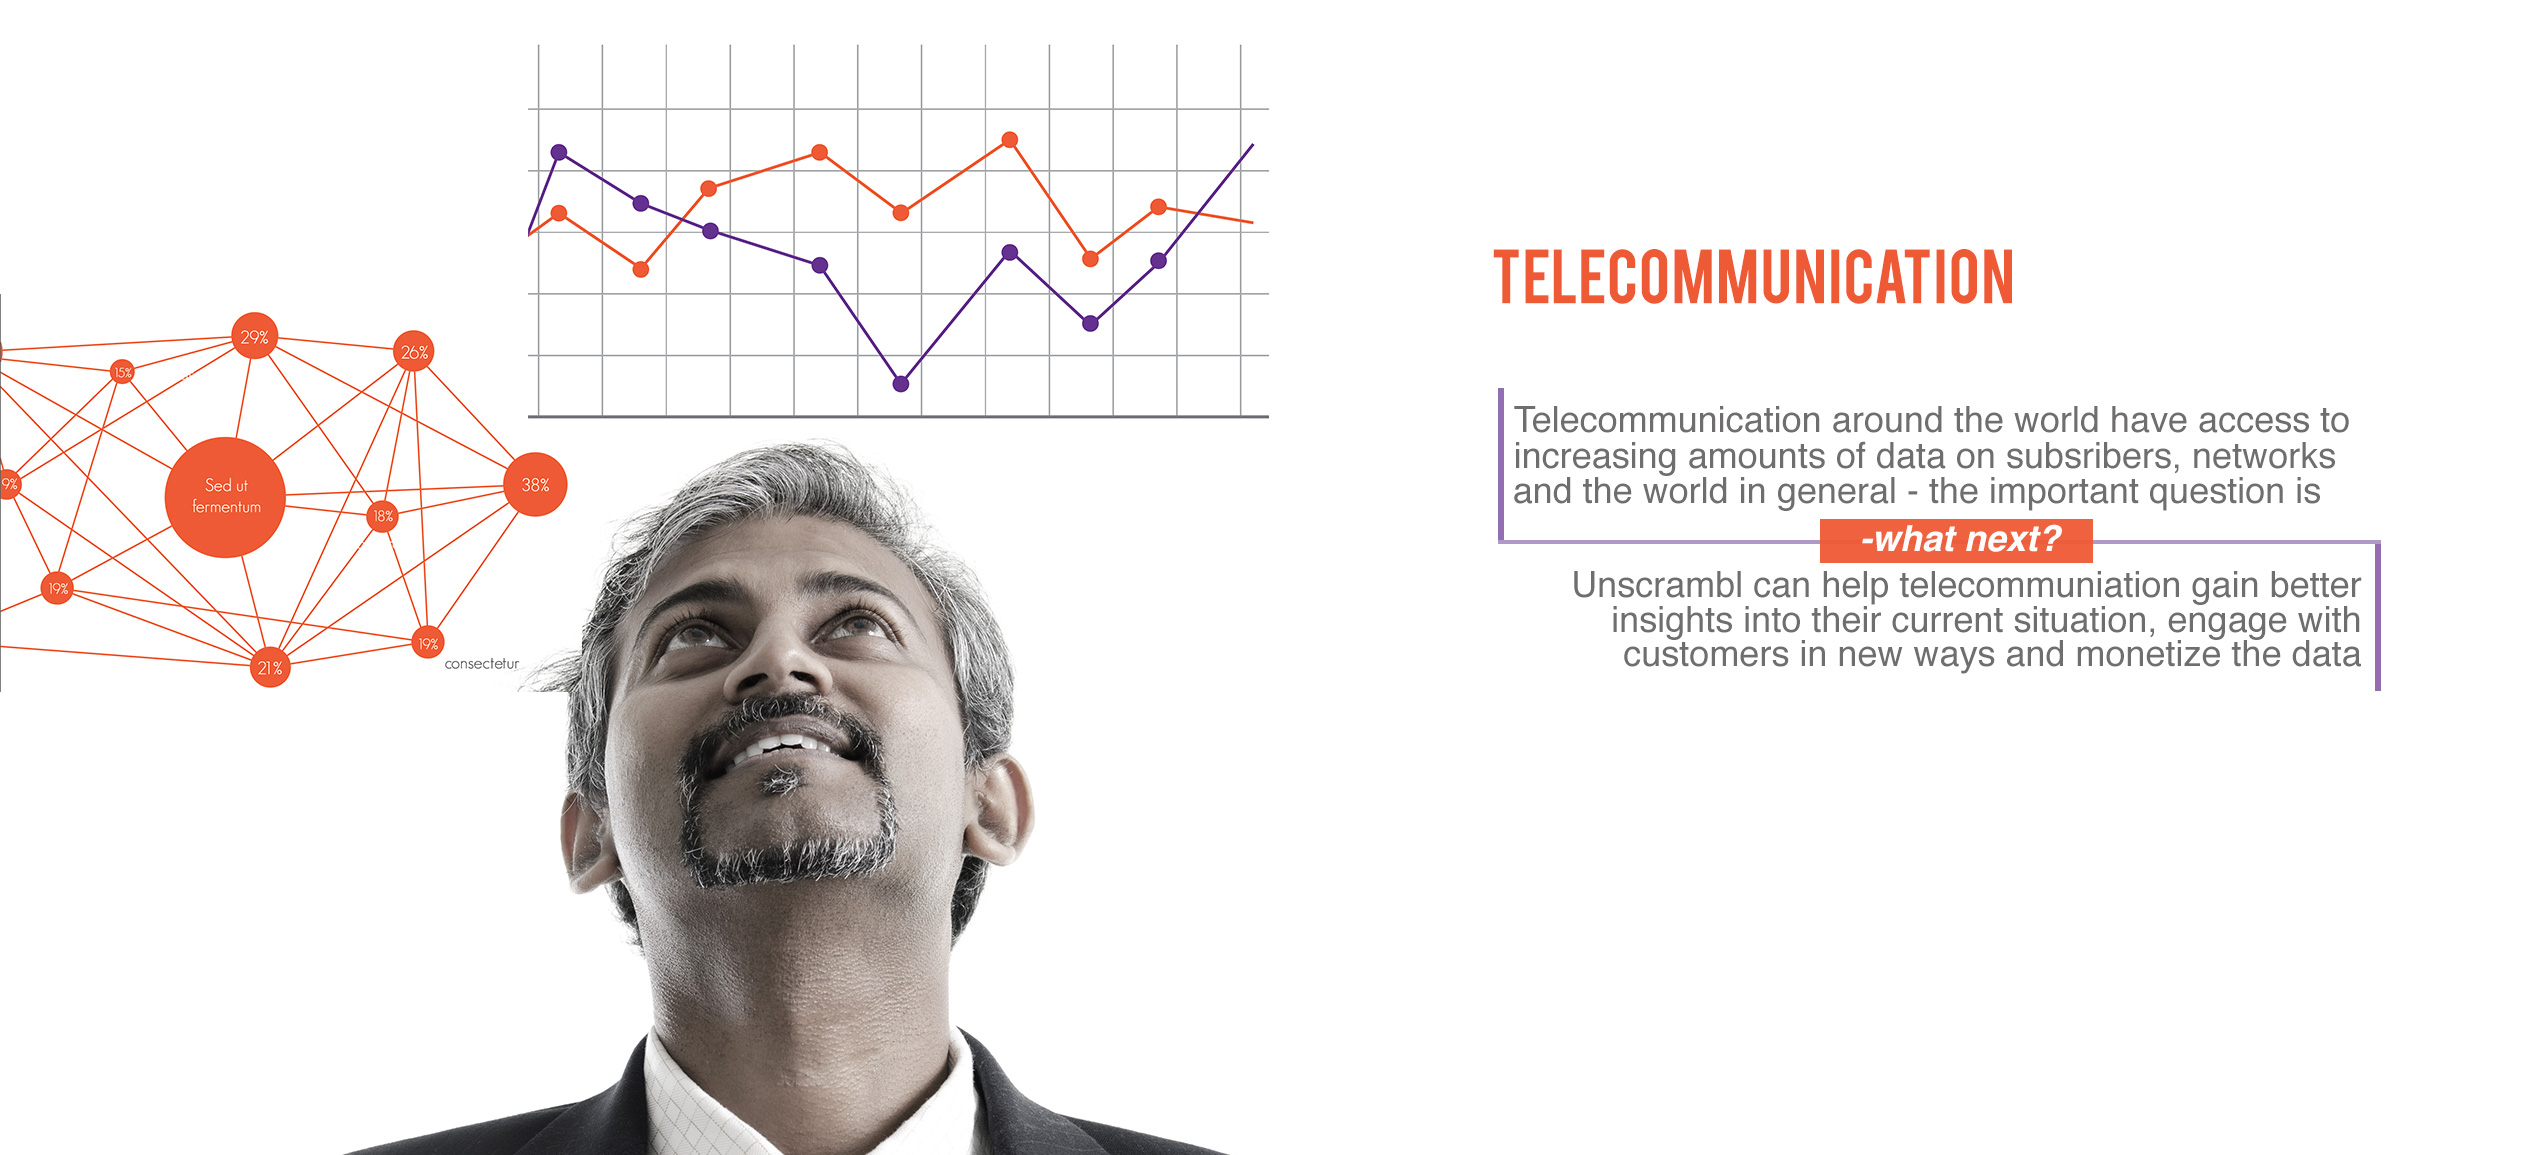 TELECOMMUNICATION
Telecommunication around the world have access to
increasing amounts of data on subsribers, networks
and the world in general - the important question is
-what next?
Unscrambl can help telecommuniation gain better
insights into their current situation, engage with
customers in new ways and monetize the data
29%
26%
15%
Sed ut
fermentum
9%
38%
18%
19%
19%
consectetur
21%